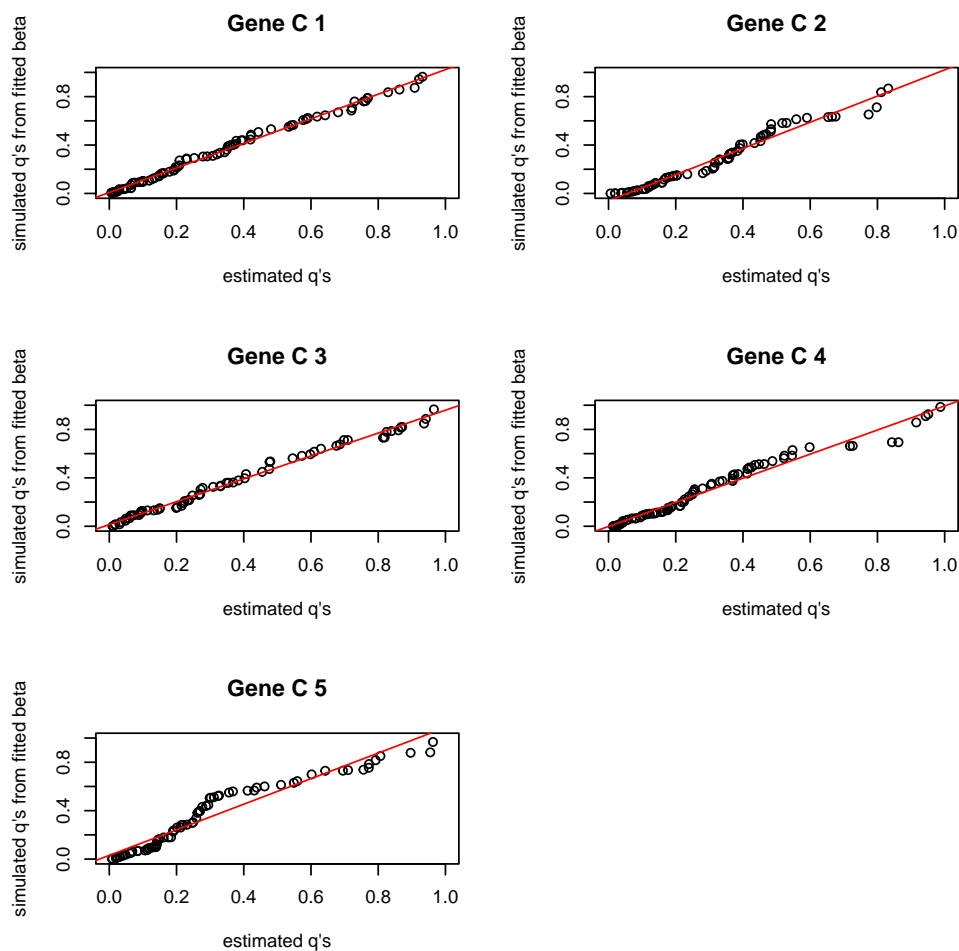 Gene C 1
simulated q's from fitted beta
0.0 0.4 0.8
0.0 0.2 0.4 0.6 0.8 1.0
estimated q's
Gene C 2
simulated q's from fitted beta
0.0 0.4 0.8
0.0 0.2 0.4 0.6 0.8 1.0
estimated q's
Gene C 3
simulated q's from fitted beta
0.0 0.4 0.8
0.0 0.2 0.4 0.6 0.8 1.0
estimated q's
Gene C 4
simulated q's from fitted beta
0.0 0.4 0.8
0.0 0.2 0.4 0.6 0.8 1.0
estimated q's
Gene C 5
simulated q's from fitted beta
0.0 0.4 0.8
0.0 0.2 0.4 0.6 0.8 1.0
estimated q's